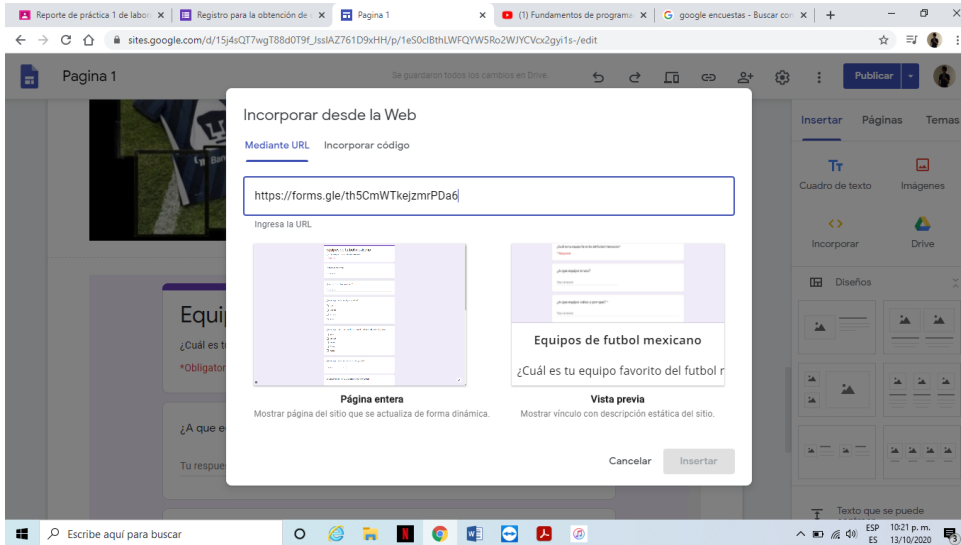 Reporte de práctica 1 de labor
Registro para la obtención de
Pagina 1
(1) Fundamentos de programa
google encuestas - Buscar con
sites.google.com/d/15j4sQT7wgT88d0T9f_JssIAZ761D9xHH/p/1eS0cIBthLWFQYW5Ro2WJYCVcx2gyi1s-/edit
Pagina 1
Se guardaron todos los cambios en Drive.
Publicar
Incorporar desde la Web
Mediante URL Incorporar código
https://forms.gle/th5CmWTkejzmrPDa6
Ingresa la URL
Equipos de futbol mexicano
¿Cuál es tu equipo favorito del futbol r
Página entera
Mostrar página del sitio que se actualiza de forma dinámica.
Vista previa
Mostrar vínculo con descripción estática del sitio.
Cancelar Insertar
Equi
¿Cuál es t
*Obligator
¿A que e
Tu respue
Insertar Páginas Temas
Cuadro de texto Imágenes
Incorporar Drive
Diseños
Texto que se puede
Escribe aquí para buscar
ESP 10:21 p. m.
ES 13/10/2020
3